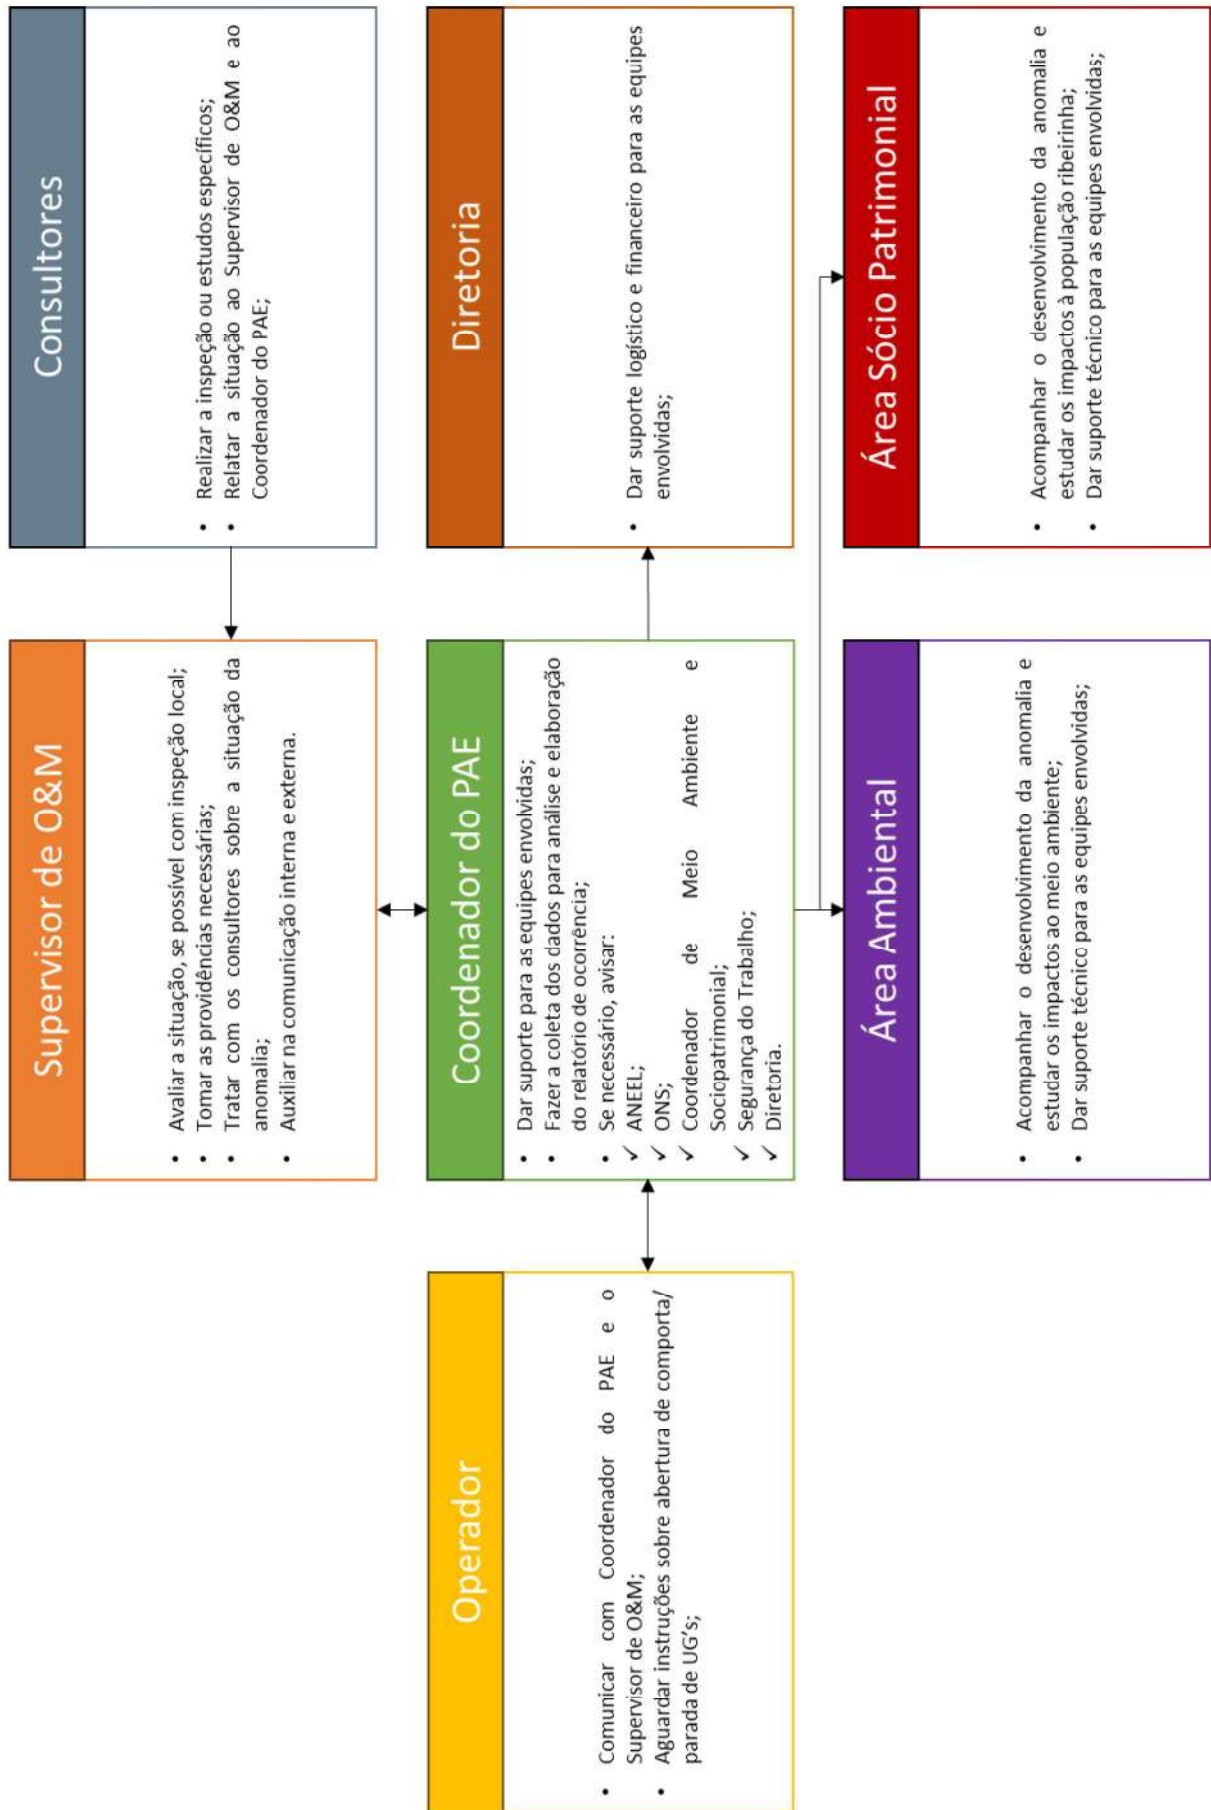 Operador
• Comunicar com Coordenador do PAE e o
Supervisor de O&M;
• Aguardar instruções sobre abertura de comporta/
parada de UG's;
Supervisor de O&M
• Avaliar a situação, se possível com inspeção local;
• Tomar as providências necessárias;
• Tratar com os consultores sobre a situação da
anomalia;
• Auxiliar na comunicação interna e externa.
Coordenador do PAE
• Dar suporte para as equipes envolvidas;
• Fazer a coleta dos dados para análise e elaboração
do relatório de ocorrência;
• Se necessário, avisar:
✓ ANEEL;
✓ ONS;
✓ Coordenador de Meio Ambiente e
Sociopatrimonial;
✓ Segurança do Trabalho;
✓ Diretoria.
Área Ambiental
• Acompanhar o desenvolvimento da anomalia e
estudar os impactos ao meio ambiente;
• Dar suporte técnico para as equipes envolvidas;
Consultores
• Realizar a inspeção ou estudos específicos;
• Relatar a situação ao Supervisor de O&M e ao
Coordenador do PAE;
Diretoria
• Dar suporte logístico e financeiro para as equipes
envolvidas;
Área Sócio Patrimonial
• Acompanhar o desenvolvimento da anomalia e
estudar os impactos à população ribeirinha;
• Dar suporte técnico para as equipes envolvidas;